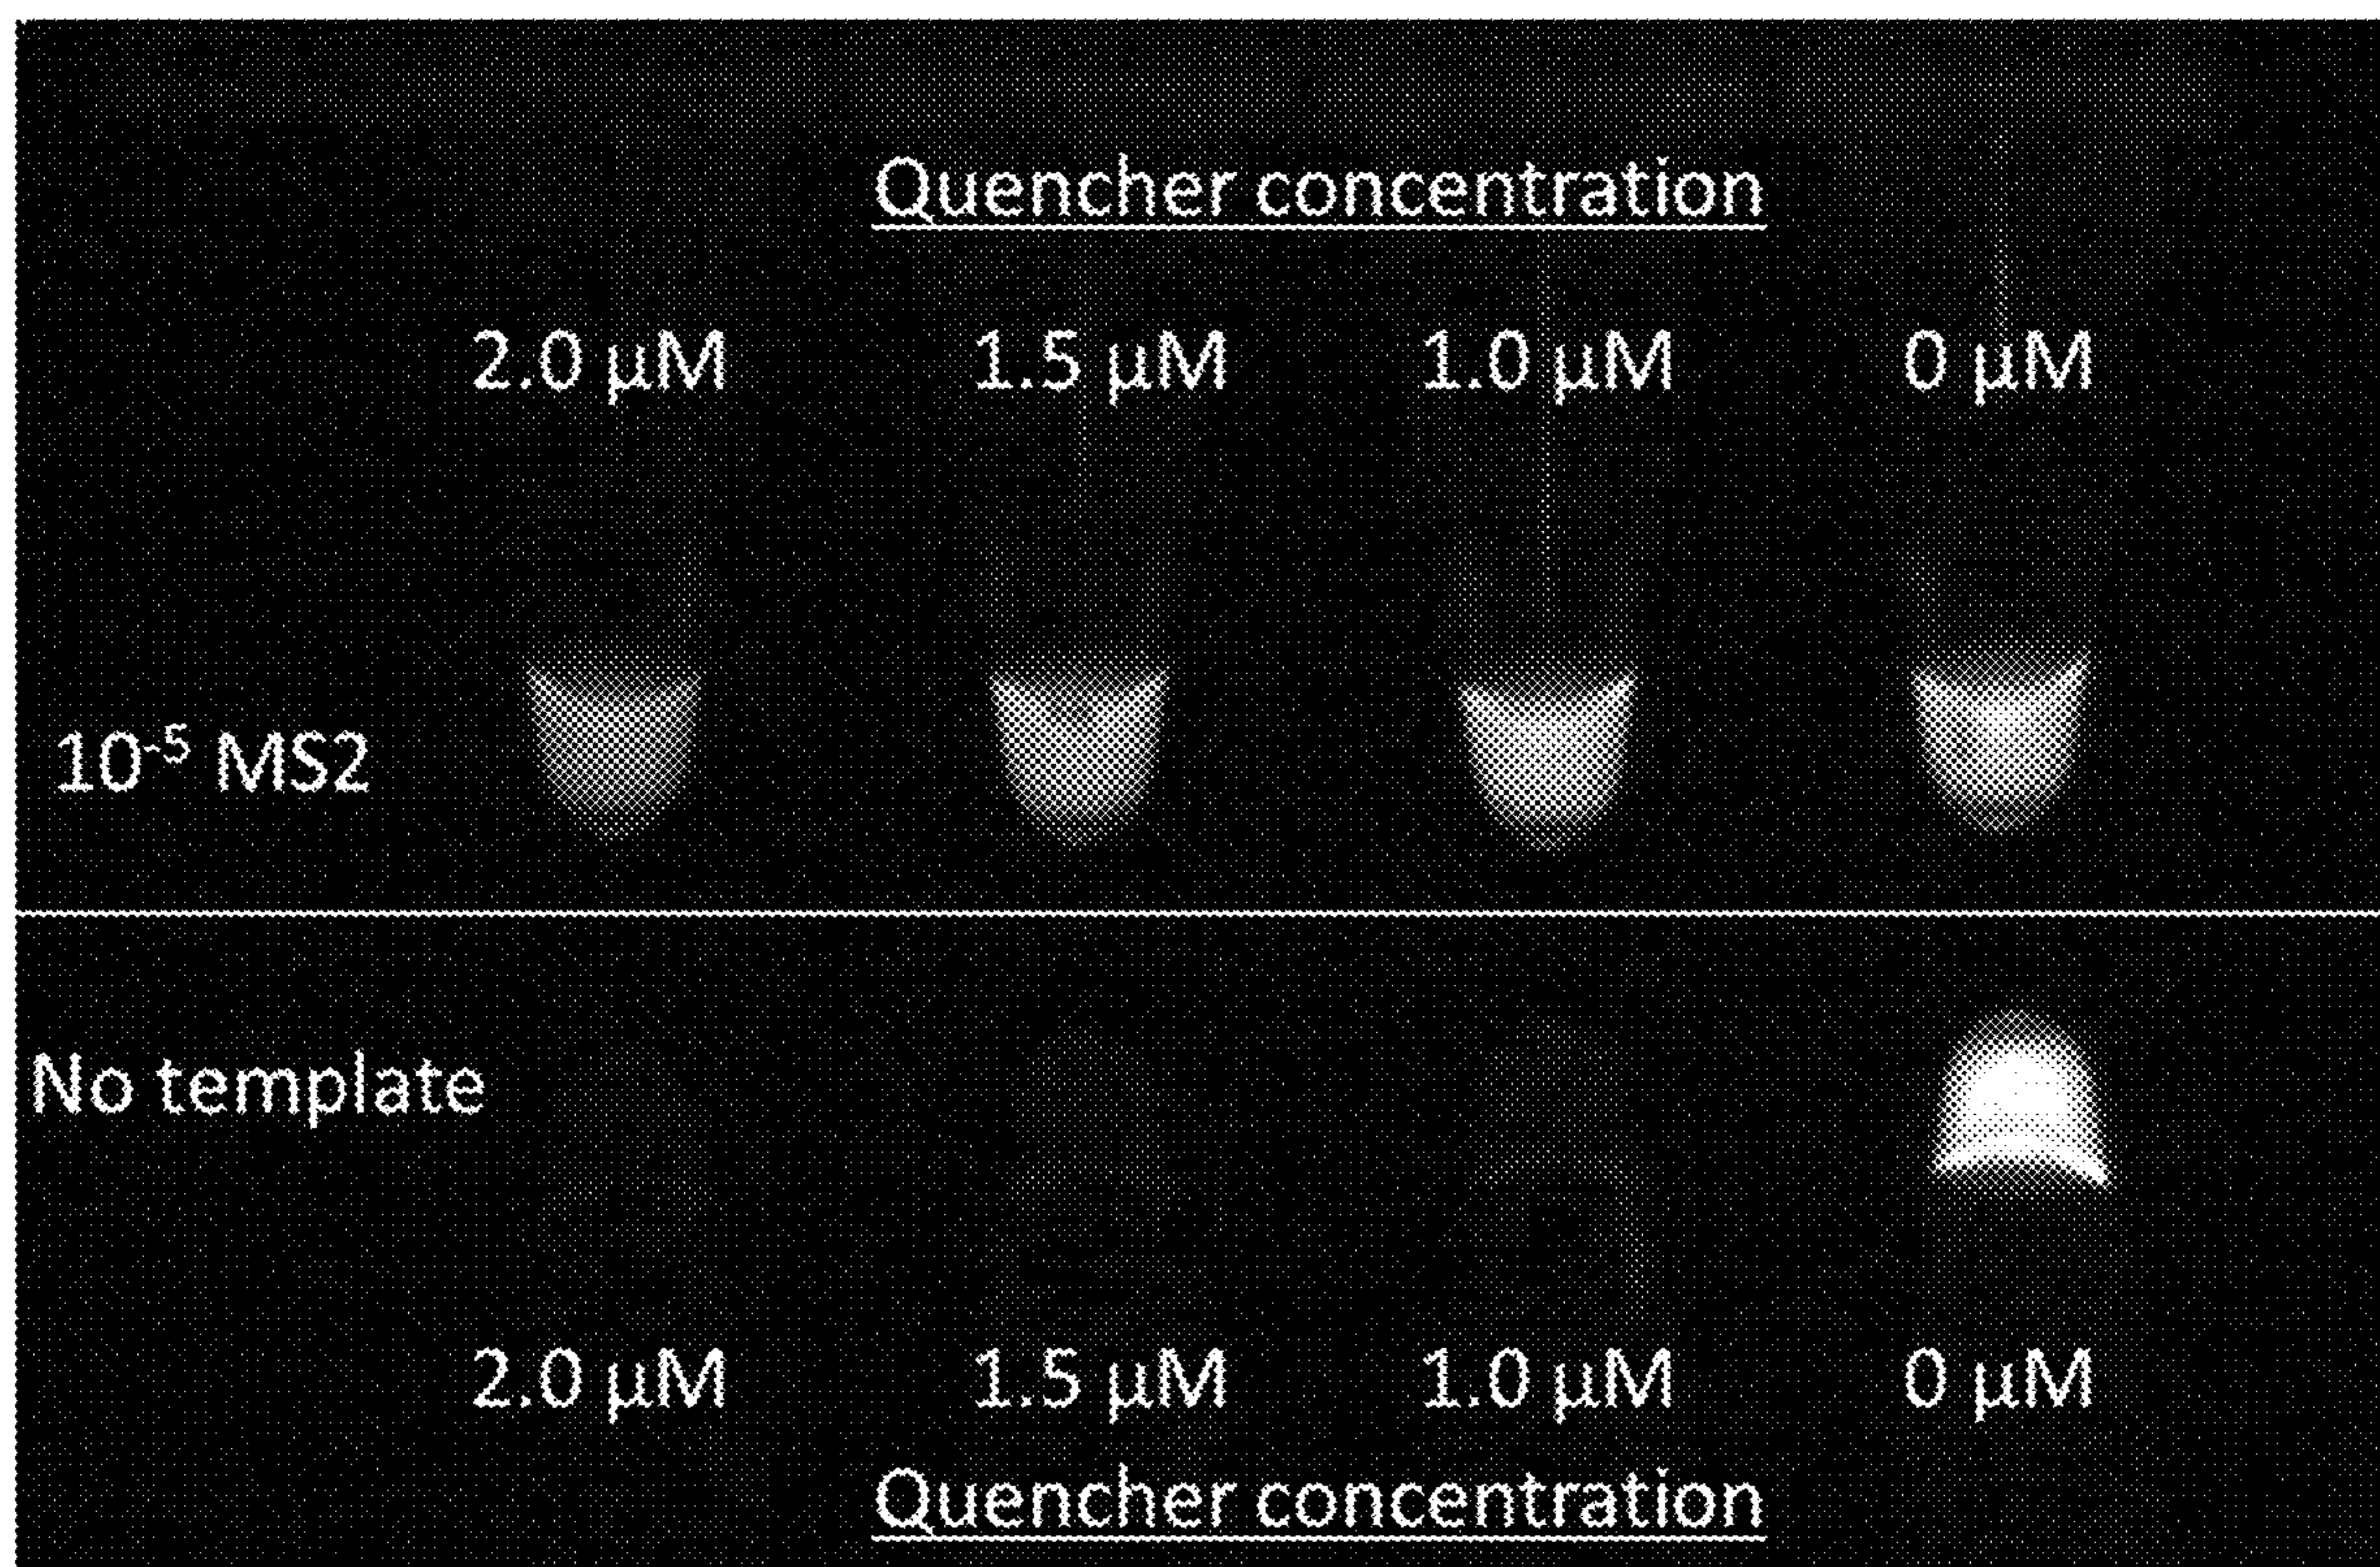 Quencher concentration
2.0 µM 1.5 µM 1.0 µM 0 µM
10⁻⁵ MS2
No template
2.0 µM 1.5 µM 1.0 µM 0 µM
Quencher concentration